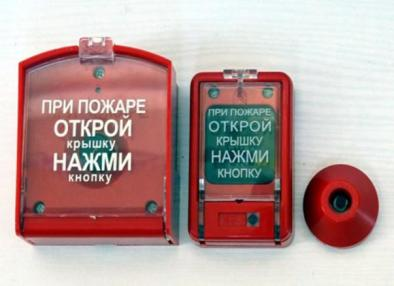 ПРИ ПОЖАРЕ
ОТКРОЙ
крышку
НАЖМИ
кнопку
ПРИ ПОЖАРЕ
ОТКРОЙ
КРЫШКУ
НАЖМИ
КНОПКУ